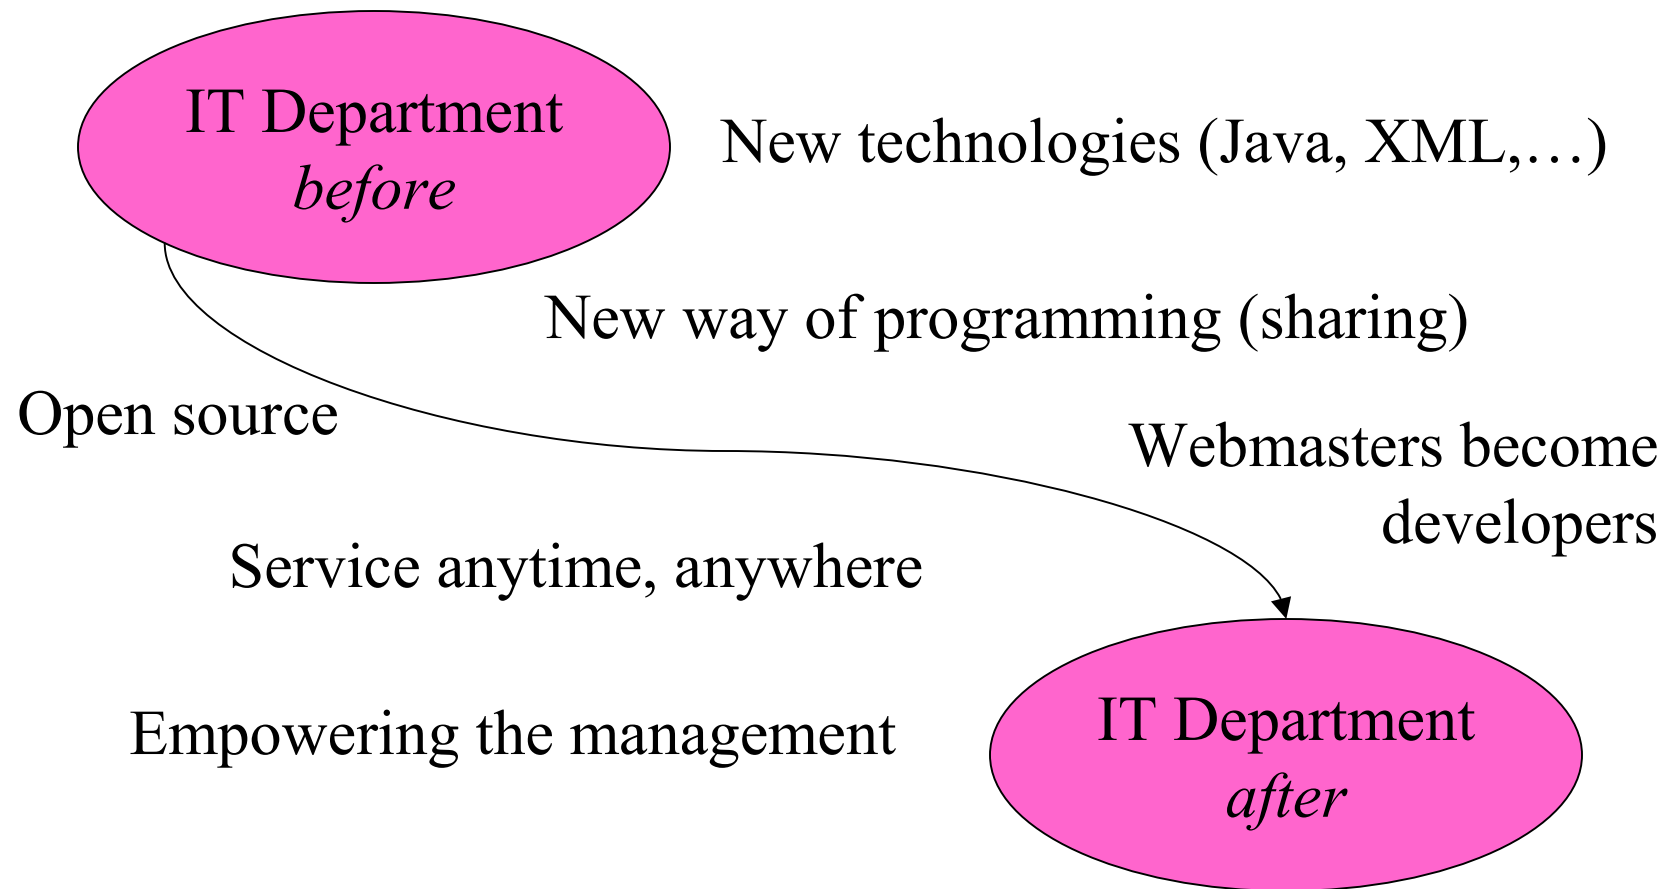 IT Department
before
New technologies (Java, XML,…)
New way of programming (sharing)
Open source
Webmasters become
developers
Service anytime, anywhere
Empowering the management
IT Department
after